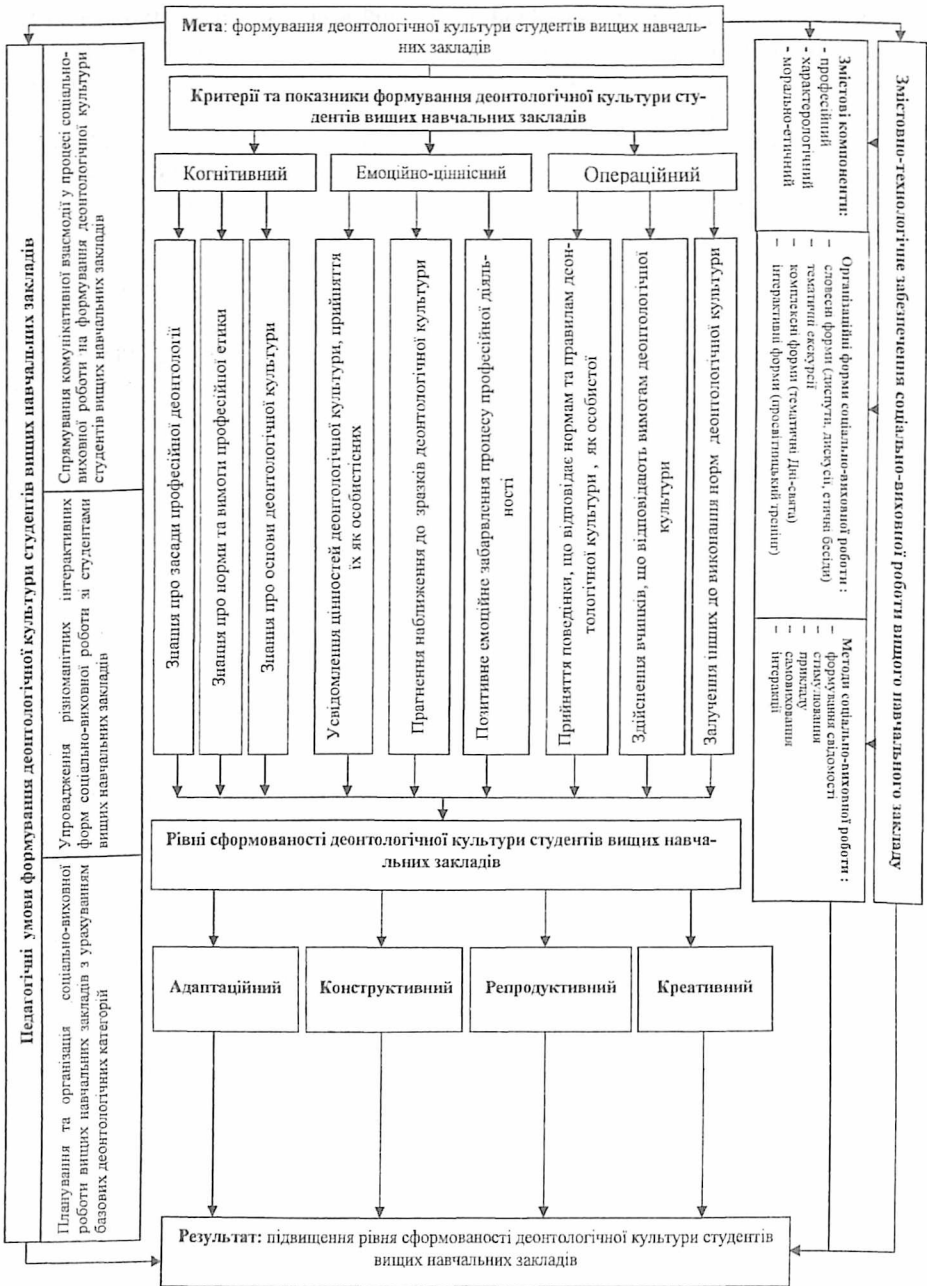 Мета: формування деонтологічної культури студентів вищих навчаль-
них закладів
Критерії та показники формування деонтологічної культури сту-
дентів вищих навчальних закладів
Когнітивний
Емоційно-ціннісний
Операційний
Знання про засади професійної деонтології
Знання про норми та вимоги професійної етики
Знання про основи деонтологічної культури
Усвідомлення цінностей деонтологічної культури, прийняття
їх як особистісних
Прагнення наближення до зразків деонтологічної культури
Позитивне емоційне забарвлення процесу професійної діяль-
ності
Прийняття поведінки, що відповідає нормам та правилам деон-
тологічної культури , як особистої
Здійснення вчинків, що відповідають вимогам деонтологічної
культури
Залучення інших до виконання норм деонтологічної культури
Рівні сформованості деонтологічної культури студентів вищих навча-
льних закладів
Адаптаційний
Конструктивний
Репродуктивний
Креативний
Результат: підвищення рівня сформованості деонтологічної культури студентів
вищих навчальних закладів
Педагогічні умови формування деонтологічної культури студентів вищих навчальних закладів
Спрямування комунікативної взаємодії у процесі соціально-
виховної роботи на формування деонтологічної культури
студентів вищих навчальних закладів
Упровадження різноманітних інтерактивних
форм соціально-виховної роботи зі студентами
вищих навчальних закладів
Планування та організація соціально-виховної
роботи вищих навчальних закладів з урахуванням
базових деонтологічних категорій
Змістовно-технологічне забезпечення соціально-виховної роботи вищого навчального закладу
Змістові компоненти:
- професійний
- характерологічний
- морально-етичний
Організаційні форми соціально-виховної роботи :
– словесні форми (диспути, дискусії, етичні бесіди)
– тематичні екскурсії
– комплексні форми (тематичні Дні-свята)
– інтерактивні форми (просвітницький тренінг)
Методи соціально-виховної роботи :
– формування свідомості
– стимулювання
– прикладу
– самовиховання
– інтеракції